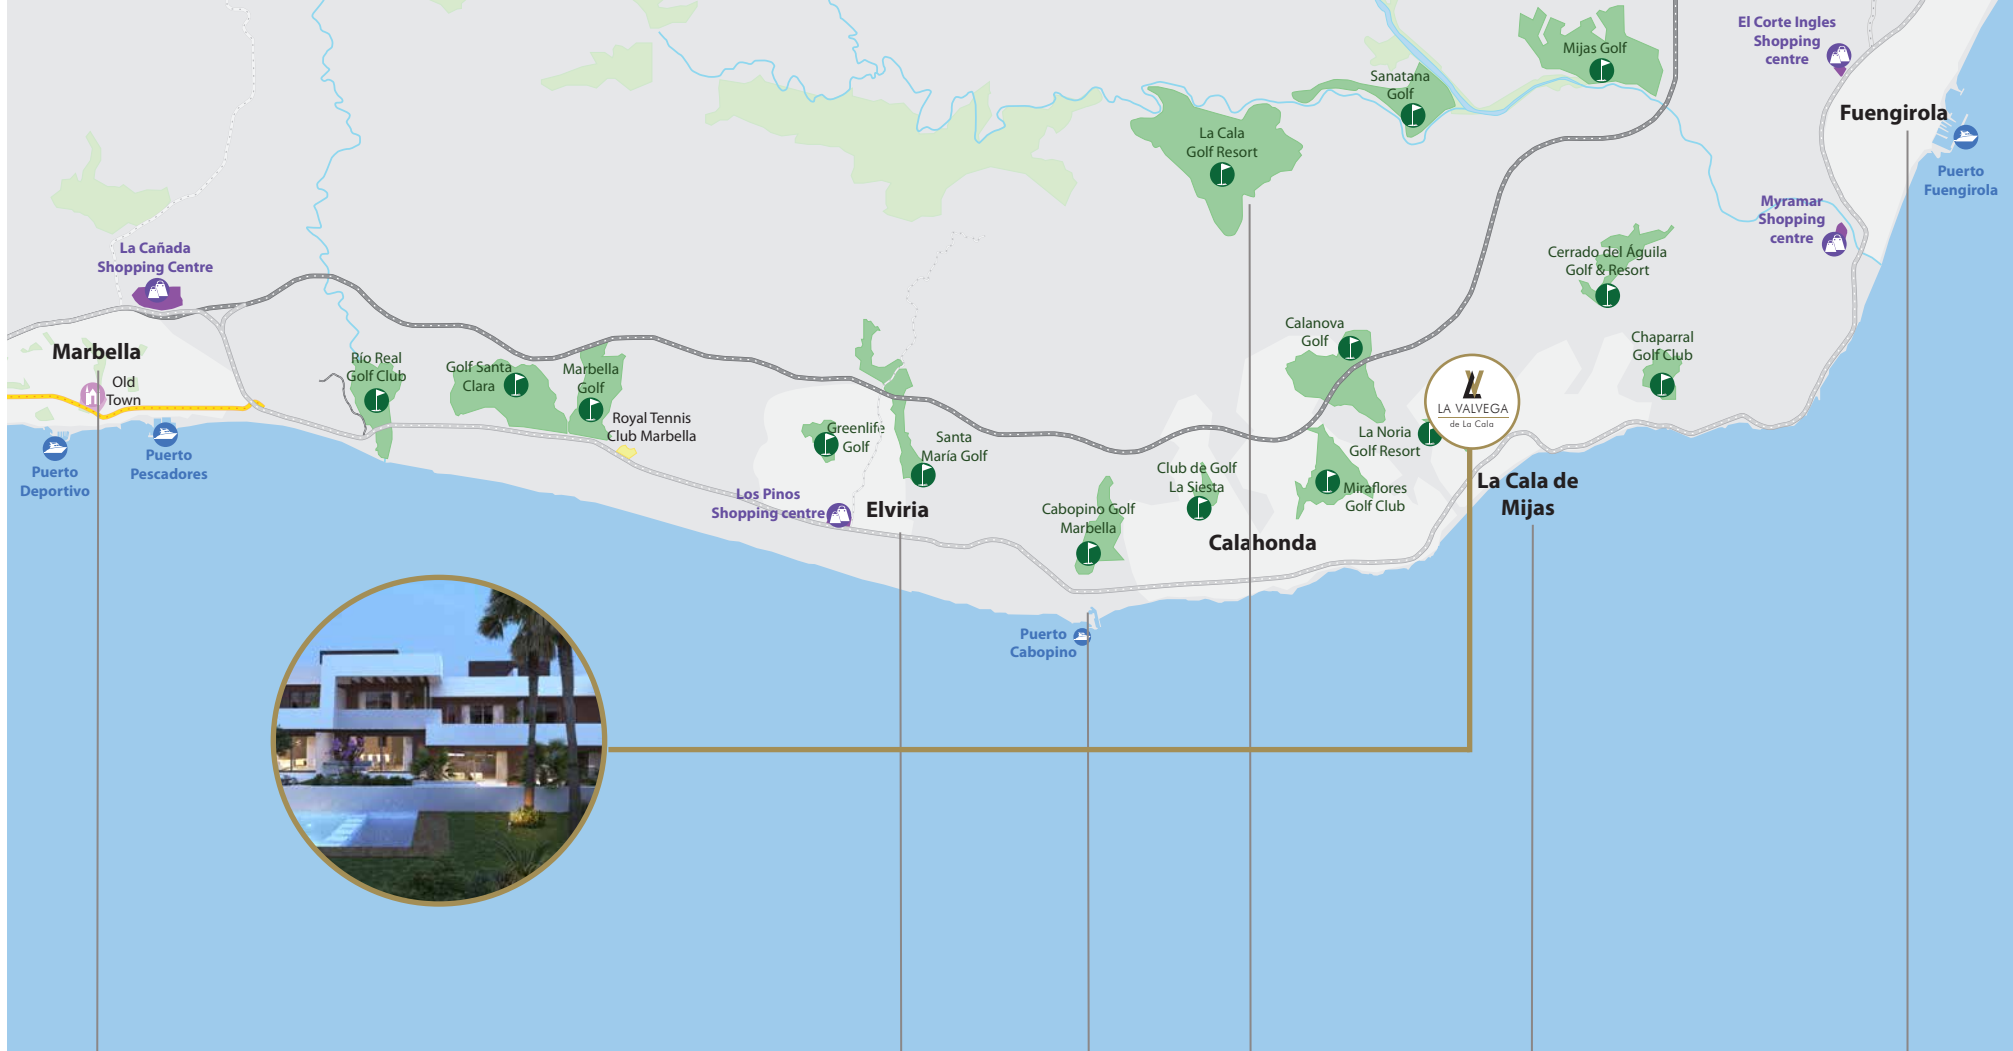 El Corte Ingles
Shopping
centre
Mijas Golf
Sanatana
Golf
Fuengirola
La Cala
Golf Resort
Puerto
Fuengirola
Myramar
Shopping
centre
La Cañada
Shopping Centre
Cerrado del Águila
Golf & Resort
Calanova
Golf
Chaparral
Golf Club
Marbella
Old
Town
Río Real
Golf Club
Golf Santa
Clara
Marbella
Golf
Royal Tennis
Club Marbella
Greenlife
Golf
Santa
María Golf
LA VALVEGA
de La Cala
La Noria
Golf Resort
Puerto
Deportivo
Puerto
Pescadores
Los Pinos
Shopping centre
Elviria
Club de Golf
La Siesta
Miraflores
Golf Club
La Cala de
Mijas
Cabopino Golf
Marbella
Calahonda
Puerto
Cabopino